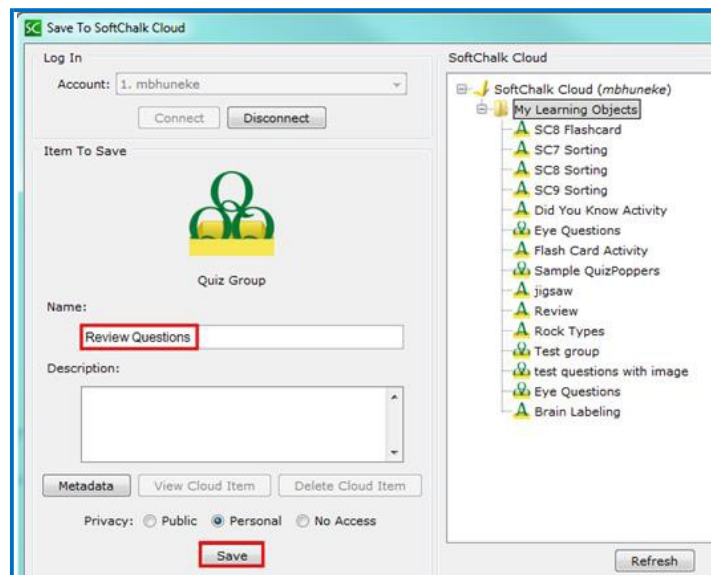 SC Save To SoftChalk Cloud
Log In
Account: 1. mbhuneke
Connect Disconnect
Item To Save
Quiz Group
Name:
Review Questions
Description:
Metadata View Cloud Item Delete Cloud Item
Privacy: Public Personal No Access
Save
SoftChalk Cloud
SoftChalk Cloud (mbhuneke)
My Learning Objects
A SC8 Flashcard
A SC7 Sorting
A SC8 Sorting
A SC9 Sorting
A Did You Know Activity
Eye Questions
A Flash Card Activity
Sample QuizPoppers
A jigsaw
A Review
A Rock Types
Test group
test questions with image
Eye Questions
A Brain Labeling
Refresh